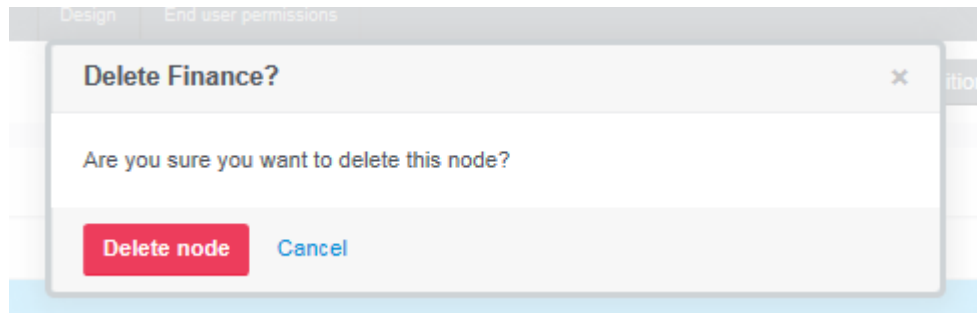 Design End user permissions
Delete Finance?
Are you sure you want to delete this node?
Delete node Cancel